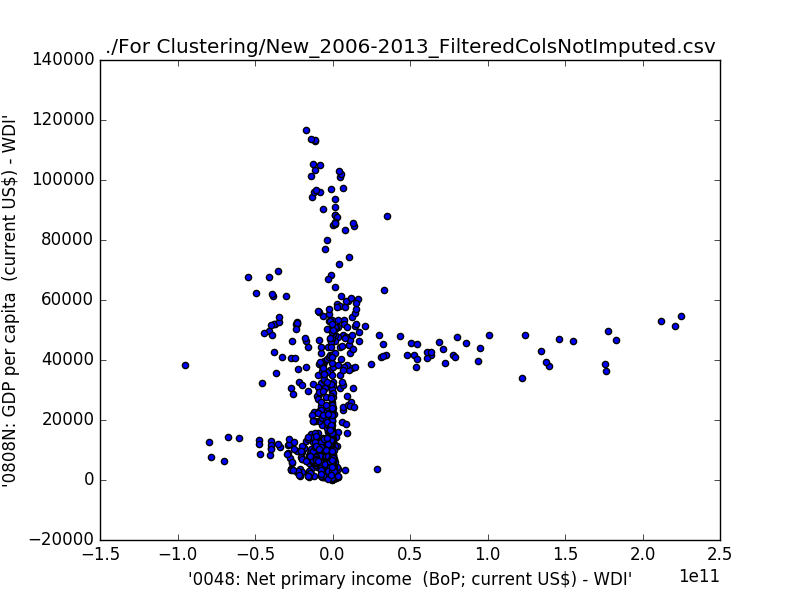 ./For Clustering/New_2006-2013_FilteredColsNotImputed.csv
140000
120000
100000
80000
60000
40000
20000
0
−20000
'0808N: GDP per capita  (current US$) - WDI'
−1.5 −1.0 −0.5 0.0 0.5 1.0 1.5 2.0 2.5
1e11
'0048: Net primary income  (BoP; current US$) - WDI'